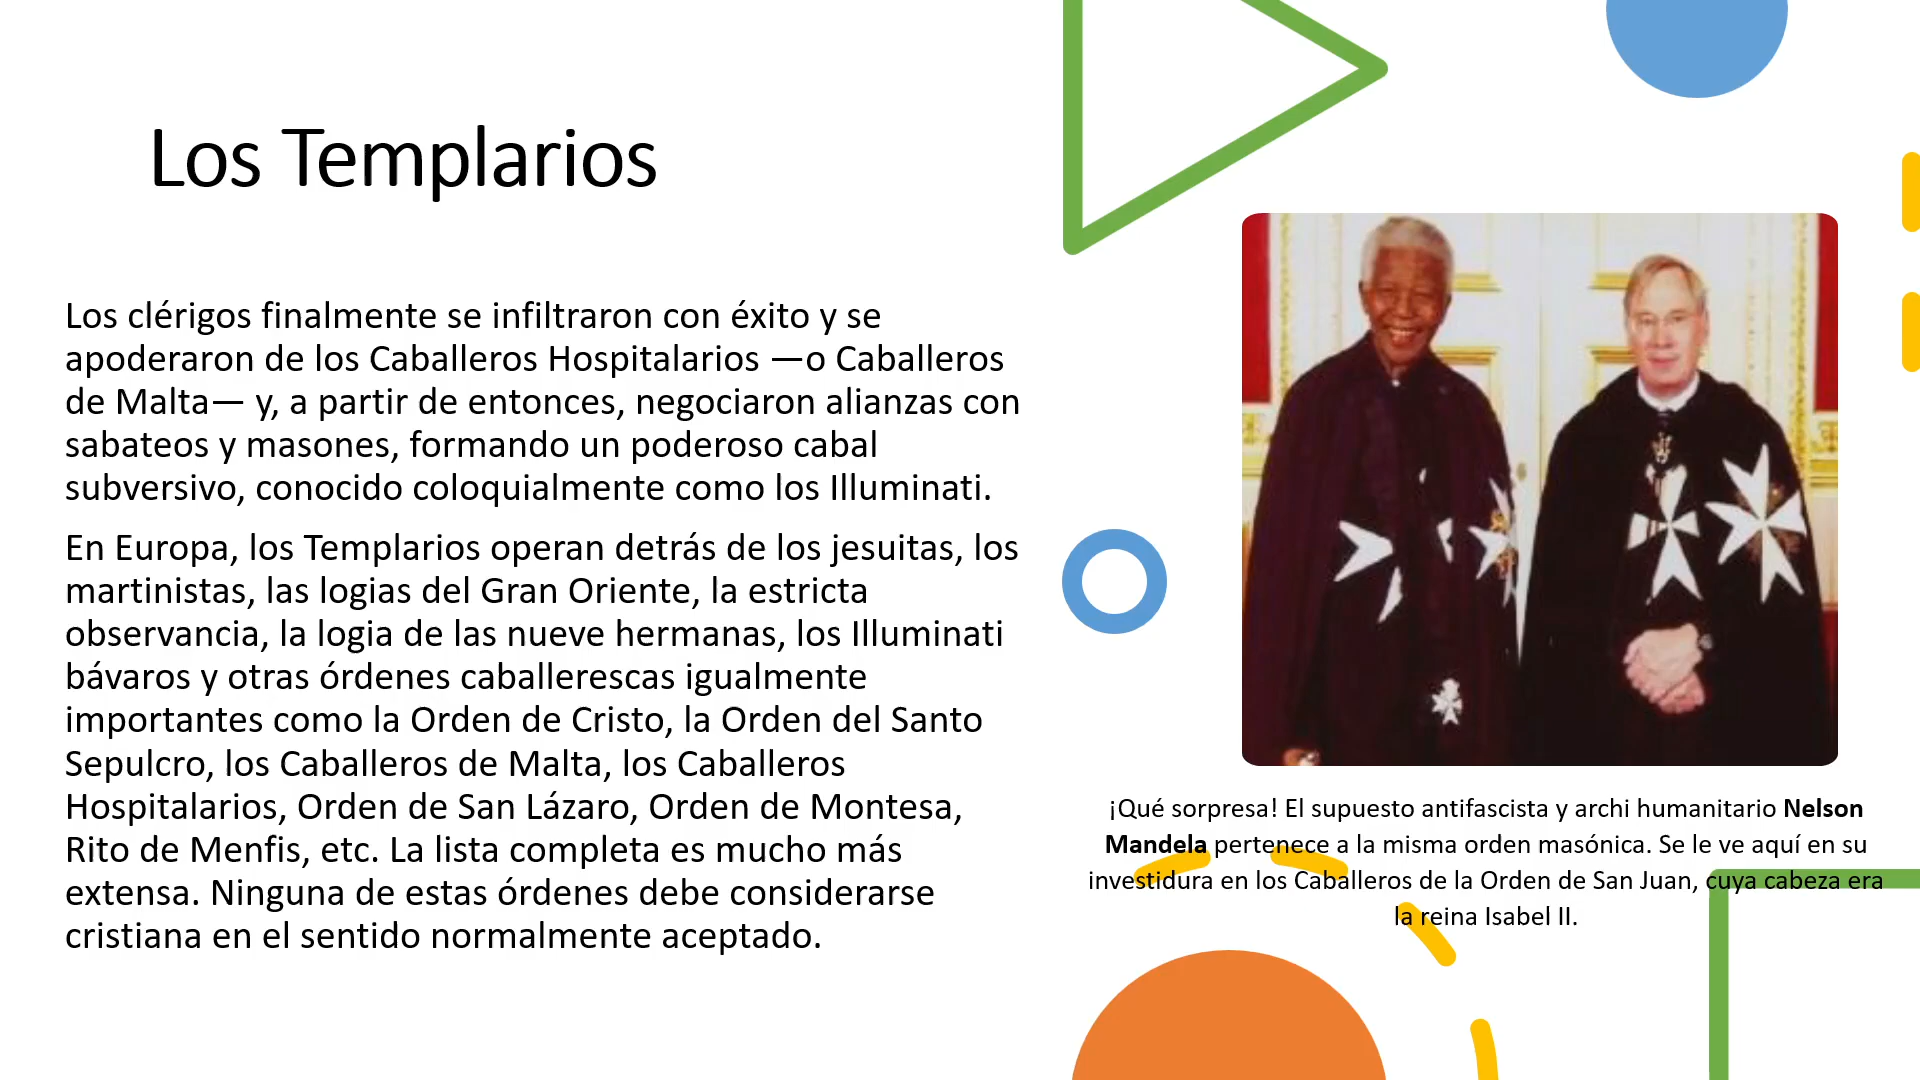 Los Templarios
Los clérigos finalmente se infiltraron con éxito y se
apoderaron de los Caballeros Hospitalarios —o Caballeros
de Malta— y, a partir de entonces, negociaron alianzas con
sabateos y masones, formando un poderoso cabal
subversivo, conocido coloquialmente como los Illuminati.
En Europa, los Templarios operan detrás de los jesuitas, los
martinistas, las logias del Gran Oriente, la estricta
observancia, la logia de las nueve hermanas, los Illuminati
bávaros y otras órdenes caballerescas igualmente
importantes como la Orden de Cristo, la Orden del Santo
Sepulcro, los Caballeros de Malta, los Caballeros
Hospitalarios, Orden de San Lázaro, Orden de Montesa,
Rito de Menfis, etc. La lista completa es mucho más
extensa. Ninguna de estas órdenes debe considerarse
cristiana en el sentido normalmente aceptado.
¡Qué sorpresa! El supuesto antifascista y archi humanitario Nelson
Mandela pertenece a la misma orden masónica. Se le ve aquí en su
investidura en los Caballeros de la Orden de San Juan, cuya cabeza era
la reina Isabel II.